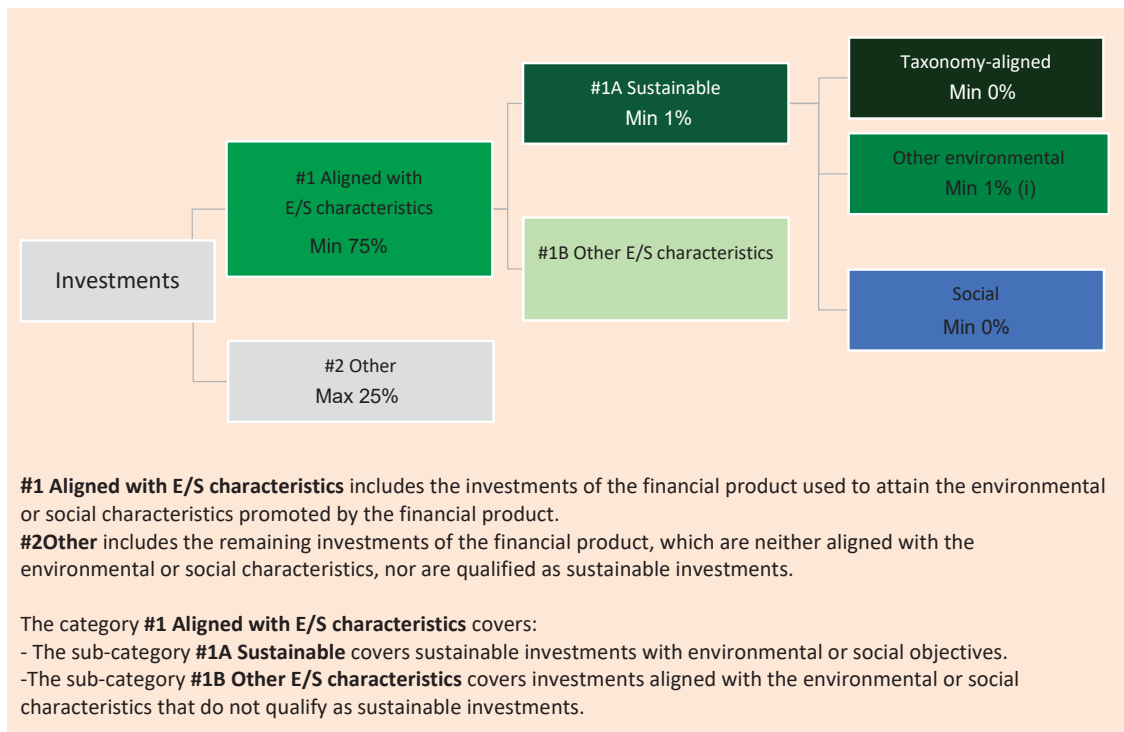 Investments
#1 Aligned with
E/S characteristics
Min 75%
#2 Other
Max 25%
#1A Sustainable
Min 1%
#1B Other E/S characteristics
Taxonomy-aligned
Min 0%
Other environmental
Min 1% (i)
Social
Min 0%
#1 Aligned with E/S characteristics includes the investments of the financial product used to attain the environmental
or social characteristics promoted by the financial product.
#2Other includes the remaining investments of the financial product, which are neither aligned with the
environmental or social characteristics, nor are qualified as sustainable investments.
The category #1 Aligned with E/S characteristics covers:
- The sub-category #1A Sustainable covers sustainable investments with environmental or social objectives.
-The sub-category #1B Other E/S characteristics covers investments aligned with the environmental or social
characteristics that do not qualify as sustainable investments.